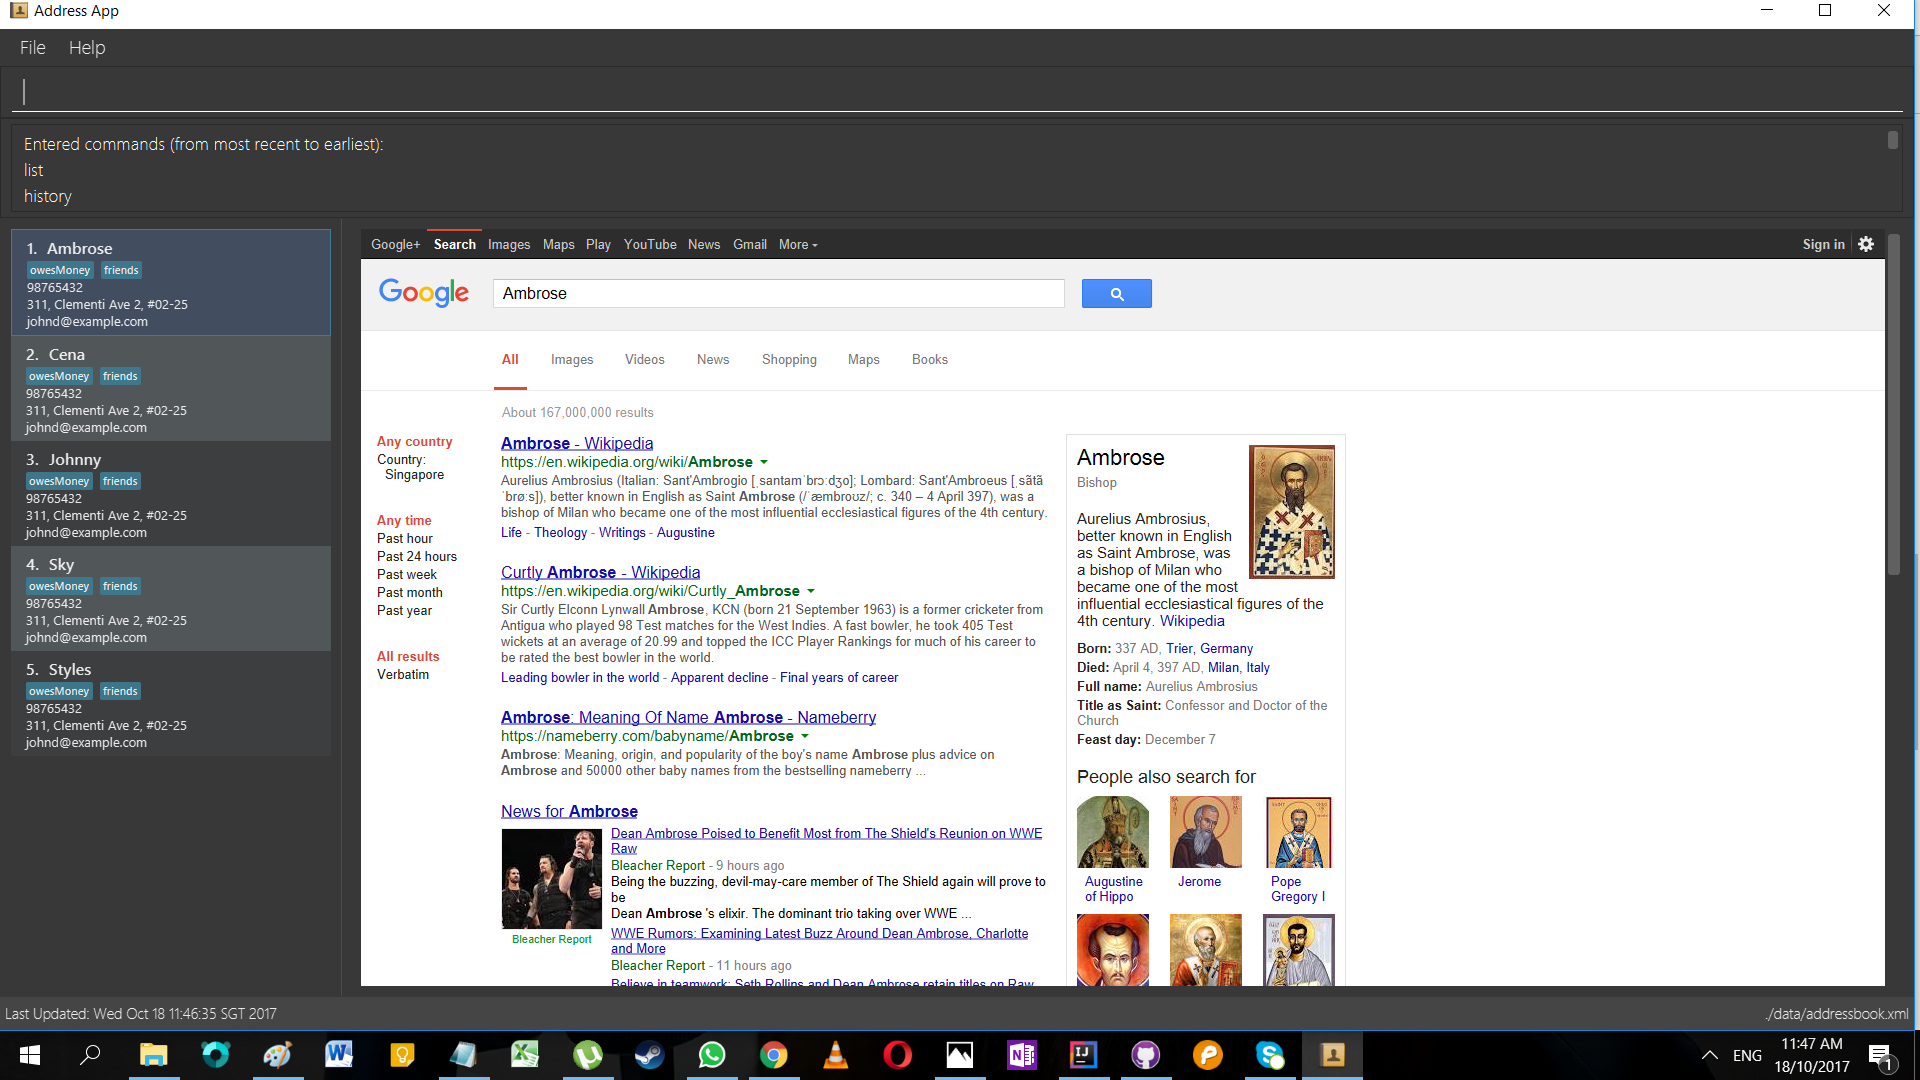 Address App
File Help
Entered commands (from most recent to earliest):
list
history
1. Ambrose
owesMoney friends
98765432
311, Clementi Ave 2, #02-25
johnd@example.com
2. Cena
owesMoney friends
98765432
311, Clementi Ave 2, #02-25
johnd@example.com
3. Johnny
owesMoney friends
98765432
311, Clementi Ave 2, #02-25
johnd@example.com
4. Sky
owesMoney friends
98765432
311, Clementi Ave 2, #02-25
johnd@example.com
5. Styles
owesMoney friends
98765432
311, Clementi Ave 2, #02-25
johnd@example.com
Google+ Search Images Maps Play YouTube News Gmail More Sign in
Google Ambrose
All Images Videos News Shopping Maps Books
About 167,000,000 results
Any country
Country:
Singapore
Any time
Past hour
Past 24 hours
Past week
Past month
Past year
All results
Verbatim
Ambrose - Wikipedia
https://en.wikipedia.org/wiki/Ambrose
Aurelius Ambrosius (Italian: Sant'Ambrogio [ˌsantamˈbrɔːdʒo]; Lombard: Sant'Ambroeus [ˌsãtã
ˈbrøːs]), better known in English as Saint Ambrose (/ˈæmbroʊz/; c. 340 – 4 April 397), was a
bishop of Milan who became one of the most influential ecclesiastical figures of the 4th century.
Life - Theology - Writings - Augustine
Curtly Ambrose - Wikipedia
https://en.wikipedia.org/wiki/Curtly_Ambrose
Sir Curtly Elconn Lynwall Ambrose, KCN (born 21 September 1963) is a former cricketer from
Antigua who played 98 Test matches for the West Indies. A fast bowler, he took 405 Test
wickets at an average of 20.99 and topped the ICC Player Rankings for much of his career to
be rated the best bowler in the world.
Leading bowler in the world - Apparent decline - Final years of career
Ambrose: Meaning Of Name Ambrose - Nameberry
https://nameberry.com/babyname/Ambrose
Ambrose: Meaning, origin, and popularity of the boy's name Ambrose plus advice on
Ambrose and 50000 other baby names from the bestselling nameberry ...
News for Ambrose
Bleacher Report
Dean Ambrose Poised to Benefit Most from The Shield's Reunion on WWE
Raw
Bleacher Report - 9 hours ago
Being the buzzing, devil-may-care member of The Shield again will prove to
be
Dean Ambrose 's elixir. The dominant trio taking over WWE ...
WWE Rumors: Examining Latest Buzz Around Dean Ambrose, Charlotte
and More
Bleacher Report - 11 hours ago
Believe in teamwork: Seth Rollins and Dean Ambrose retain titles on Raw
Ambrose
Bishop
Aurelius Ambrosius,
better known in English
as Saint Ambrose, was
a bishop of Milan who
became one of the most
influential ecclesiastical figures of the
4th century. Wikipedia
Born: 337 AD, Trier, Germany
Died: April 4, 397 AD, Milan, Italy
Full name: Aurelius Ambrosius
Title as Saint: Confessor and Doctor of the
Church
Feast day: December 7
People also search for
Augustine
of Hippo
Jerome
Pope
Gregory I
Last Updated: Wed Oct 18 11:46:35 SGT 2017
./data/addressbook.xml
ENG
11:47 AM
18/10/2017
1